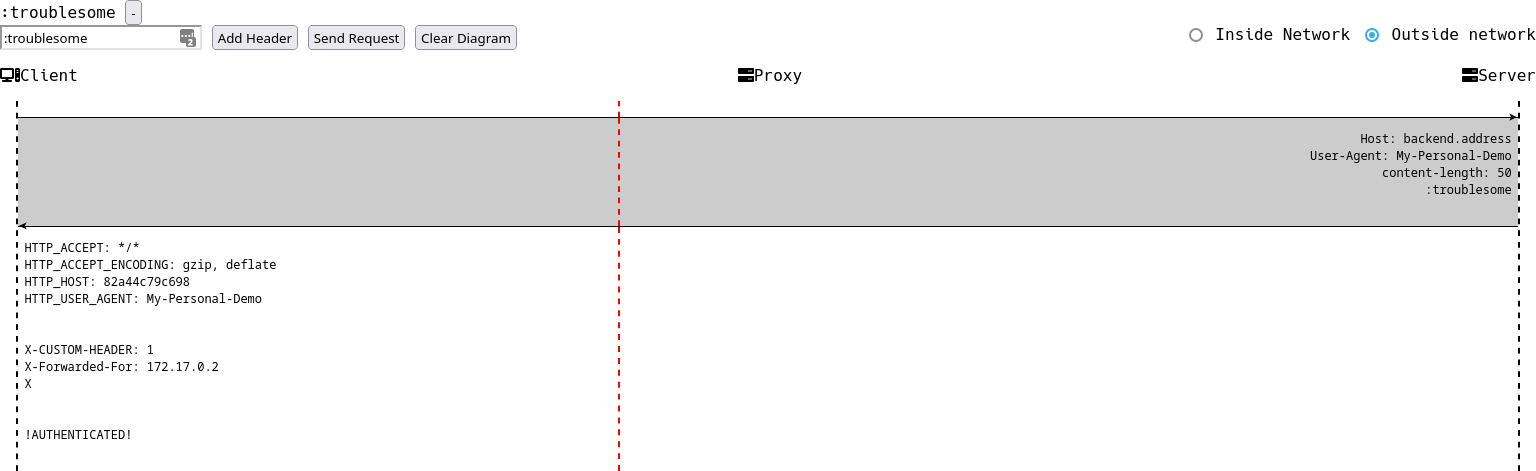 :troublesome -
:troublesome 2 Add Header Send Request Clear Diagram Inside Network Outside network
Client Proxy Server
Host: backend.address
User-Agent: My-Personal-Demo
content-length: 50
:troublesome
HTTP_ACCEPT: */*
HTTP_ACCEPT_ENCODING: gzip, deflate
HTTP_HOST: 82a44c79c698
HTTP_USER_AGENT: My-Personal-Demo
X-CUSTOM-HEADER: 1
X-Forwarded-For: 172.17.0.2
X
!AUTHENTICATED!